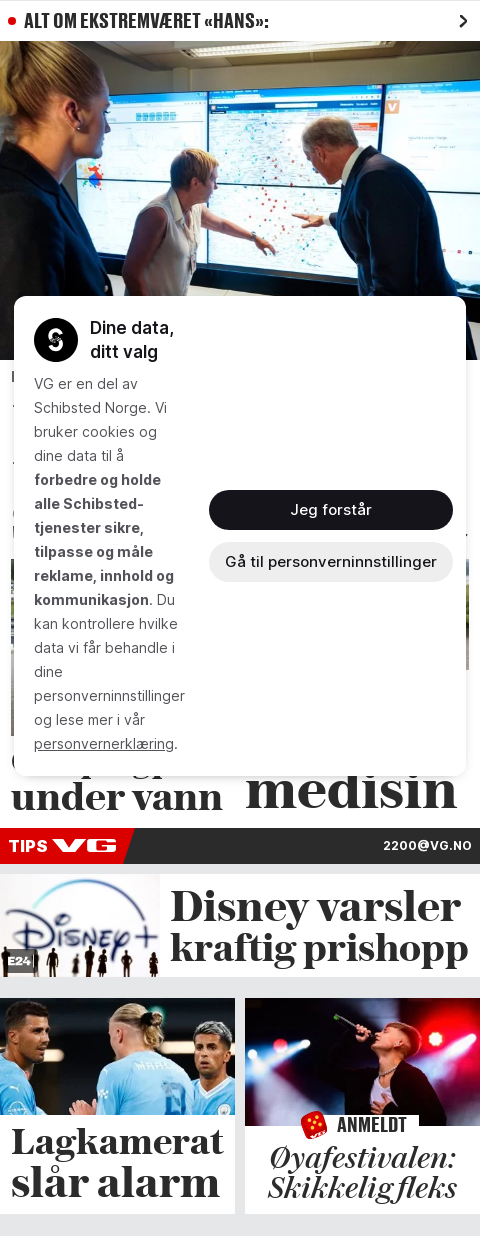 ALT OM EKSTREMVÆRET «HANS»:
Dine data,
ditt valg
VG er en del av
Schibsted Norge. Vi
bruker cookies og
dine data til å
forbedre og holde
alle Schibsted-
tjenester sikre,
tilpasse og måle
reklame, innhold og
kommunikasjon. Du
kan kontrollere hvilke
data vi får behandle i
dine
personverninnstillinger
og lese mer i vår
personvernerklæring.
Jeg forstår
Gå til personverninnstillinger
under vann
medisin
TIPS VG
2200@VG.NO
Disney+
E24
Disney varsler
kraftig prishopp
Lagkamerat
slår alarm
ANMELDT
Øyafestivalen:
Skikkelig fleks